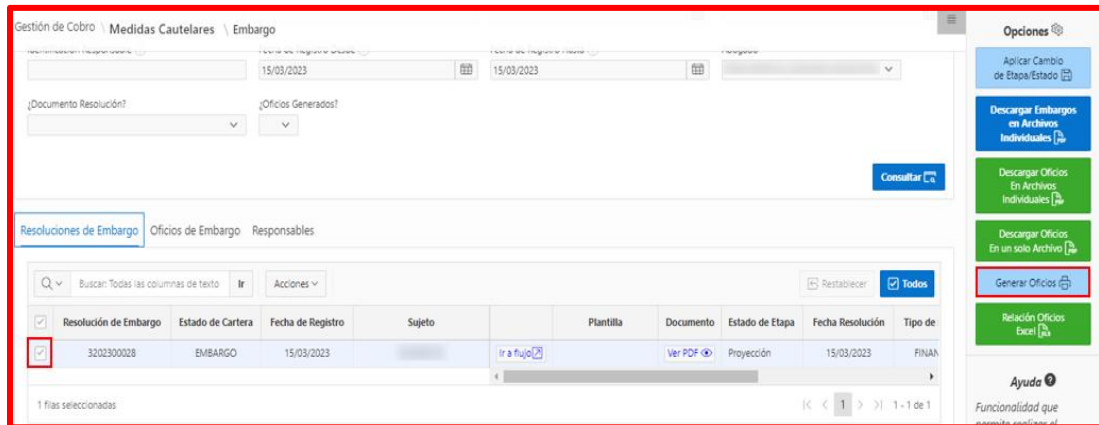 Gestión de Cobro \ Medidas Cautelares \ Embargo
15/03/2023
15/03/2023
¿Documento Resolución?
¿Oficios Generados?
Consultar
Resoluciones de Embargo
Oficios de Embargo
Responsables
Buscar: Todas las columnas de texto
Ir
Acciones
Restablecer
Todos
Resolución de Embargo
Estado de Cartera
Fecha de Registro
Sujeto
Plantilla
Documento
Estado de Etapa
Fecha Resolución
Tipo de
3202300028
EMBARGO
15/03/2023
Ir a flujo
Ver PDF
Proyección
15/03/2023
FINAN
1 filas seleccionadas
1
1 - 1 de 1
Opciones
Aplicar Cambio
de Etapa/Estado
Descargar Embargos
en Archivos
Individuales
Descargar Oficios
En Archivos
Individuales
Descargar Oficios
En un solo Archivo
Generar Oficios
Relación Oficios
Excel
Ayuda
Funcionalidad que